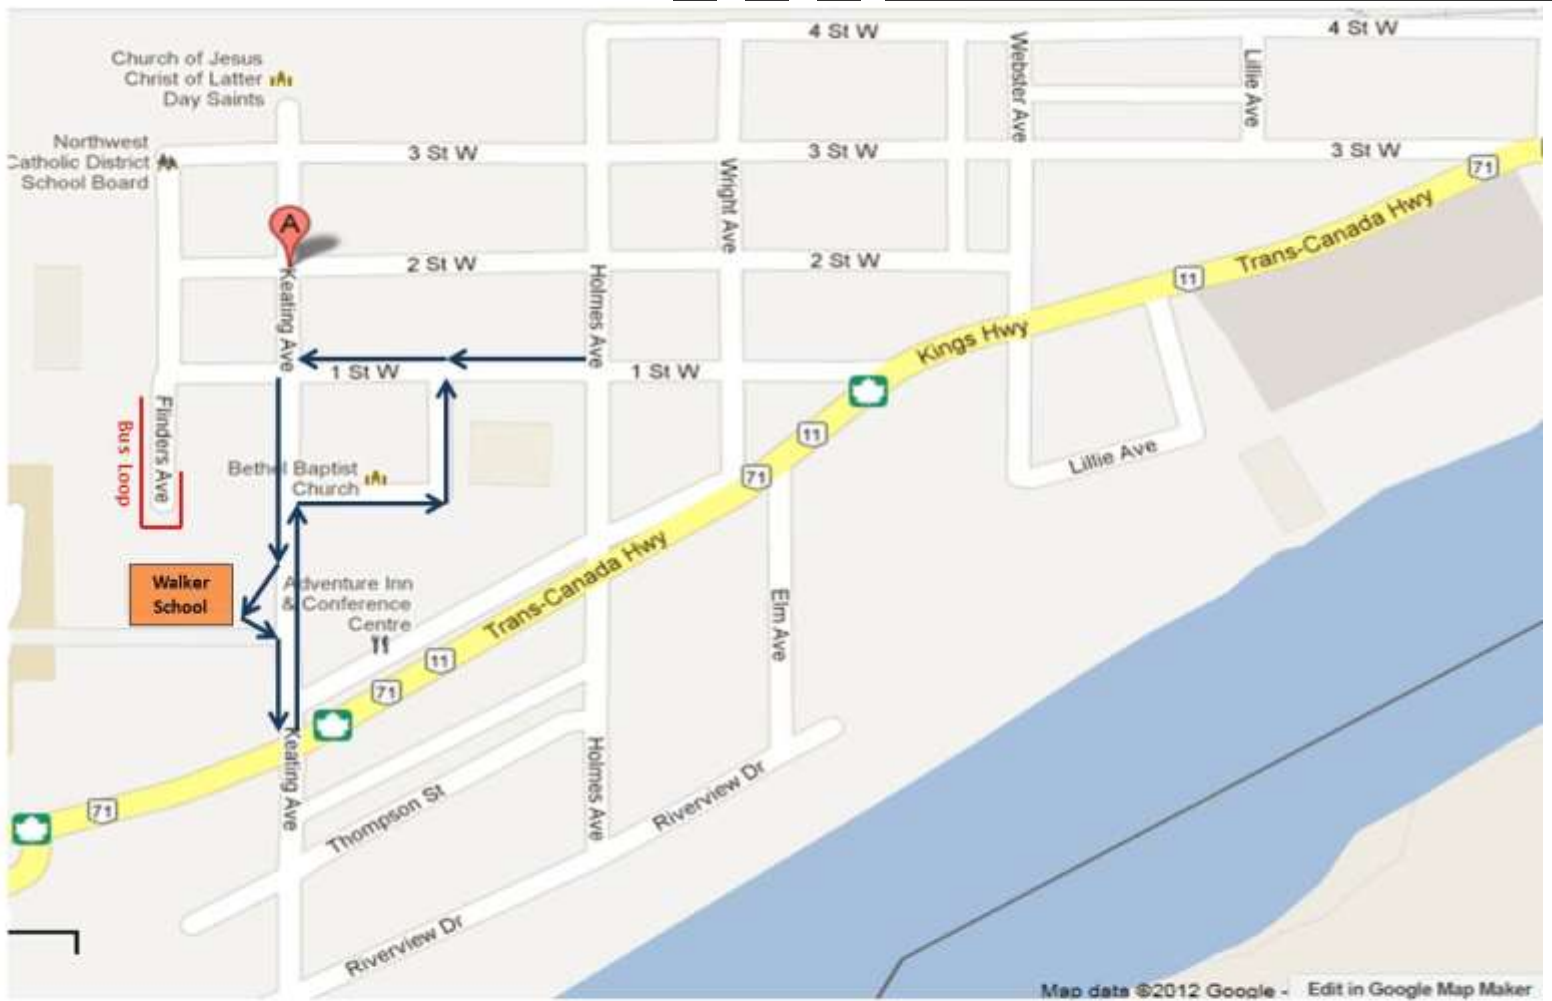 4 St W
4 St W
Church of Jesus
Christ of Latter
Day Saints
Webster Ave
Lillie Ave
Northwest
Catholic District
School Board
3 St W
3 St W
3 St W
71
Wright Ave
A
Trans-Canada Hwy
2 St W
2 St W
11
Keating Ave
Holmes Ave
Kings Hwy
1 St W
1 St W
Flinders Ave
Bus Loop
11
Lillie Ave
Bethel Baptist
Church
71
Walker
School
Adventure Inn
& Conference
Centre
Trans-Canada Hwy
Elm Ave
11
71
Keating Ave
Holmes Ave
71
Thompson St
Riverview Dr
Riverview Dr
Map data ©2012 Google -
Edit in Google Map Maker